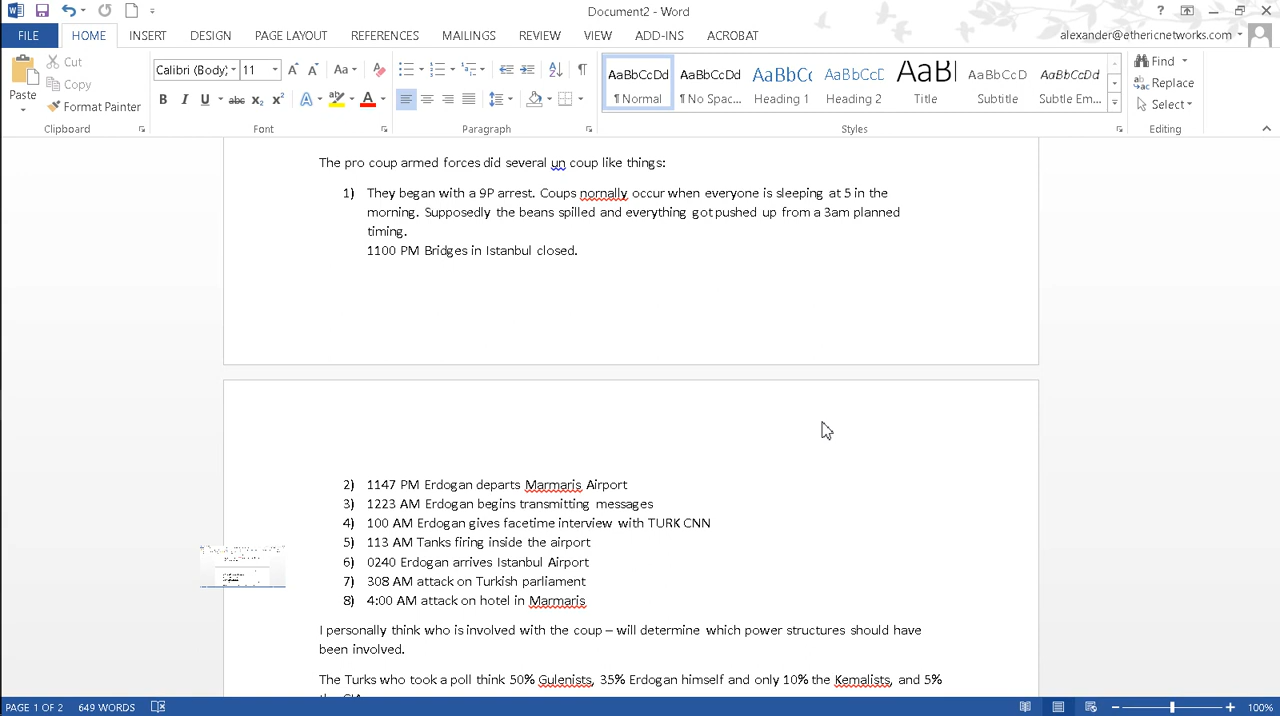 Document2 - Word
FILE HOME INSERT DESIGN PAGE LAYOUT REFERENCES MAILINGS REVIEW VIEW ADD-INS ACROBAT
alexander@ethericnetworks.com
Paste
Cut
Copy
Format Painter
Clipboard
Calibri (Body) 11
Font
Paragraph
AaBbCcDd AaBbCcDd AaBbCc AaBbCcD AaBl AaBbCcD AaBbCcDd
¶ Normal ¶ No Spac... Heading 1 Heading 2 Title Subtitle Subtle Em...
Styles
Find
Replace
Select
Editing
The pro coup armed forces did several un coup like things:
1) They began with a 9P arrest. Coups nornally occur when everyone is sleeping at 5 in the
morning. Supposedly the beans spilled and everything got pushed up from a 3am planned
timing.
1100 PM Bridges in Istanbul closed.
2) 1147 PM Erdogan departs Marmaris Airport
3) 1223 AM Erdogan begins transmitting messages
4) 100 AM Erdogan gives facetime interview with TURK CNN
5) 113 AM Tanks firing inside the airport
6) 0240 Erdogan arrives Istanbul Airport
7) 308 AM attack on Turkish parliament
8) 4:00 AM attack on hotel in Marmaris
I personally think who is involved with the coup – will determine which power structures should have
been involved.
The Turks who took a poll think 50% Gulenists, 35% Erdogan himself and only 10% the Kemalists, and 5%
the CIA
PAGE 1 OF 2 649 WORDS
100%